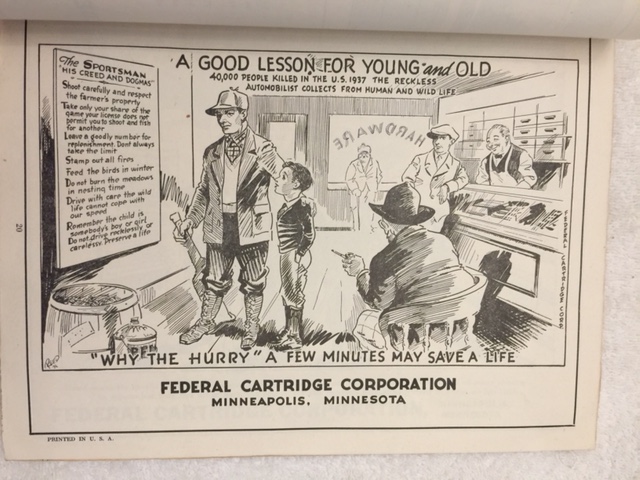 A GOOD LESSON FOR YOUNG and OLD
40,000 PEOPLE KILLED IN THE U.S. 1937 THE RECKLESS
AUTOMOBILIST COLLECTS FROM HUMAN AND WILD LIFE
The SPORTSMAN
"HIS CREED AND DOGMAS"
Shoot carefully and respect
the farmer's property
Take only your share of the
game your license does not
permit you to shoot and fish
for another
Leave a goodly number for
replenishment. Dont always
take the limit
Stamp out all fires
Feed the birds in winter
Do not burn the meadows
in nesting time
Drive with care the wild
life cannot cope with
our speed
Remember the child is
somebody's boy or girl
Do not drive recklessly or
careless. Preserve a life
HARDWARE
FEDERAL CARTRIDGE CORP.
20
"WHY THE HURRY" A FEW MINUTES MAY SAVE A LIFE
FEDERAL CARTRIDGE CORPORATION
MINNEAPOLIS, MINNESOTA
PRINTED IN U. S. A.